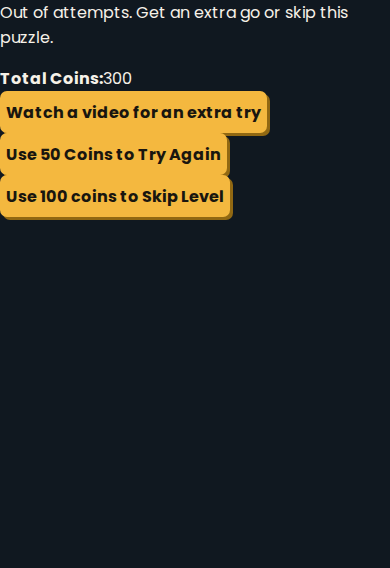 Out of attempts. Get an extra go or skip this
puzzle.
Total Coins:300
Watch a video for an extra try
Use 50 Coins to Try Again
Use 100 coins to Skip Level